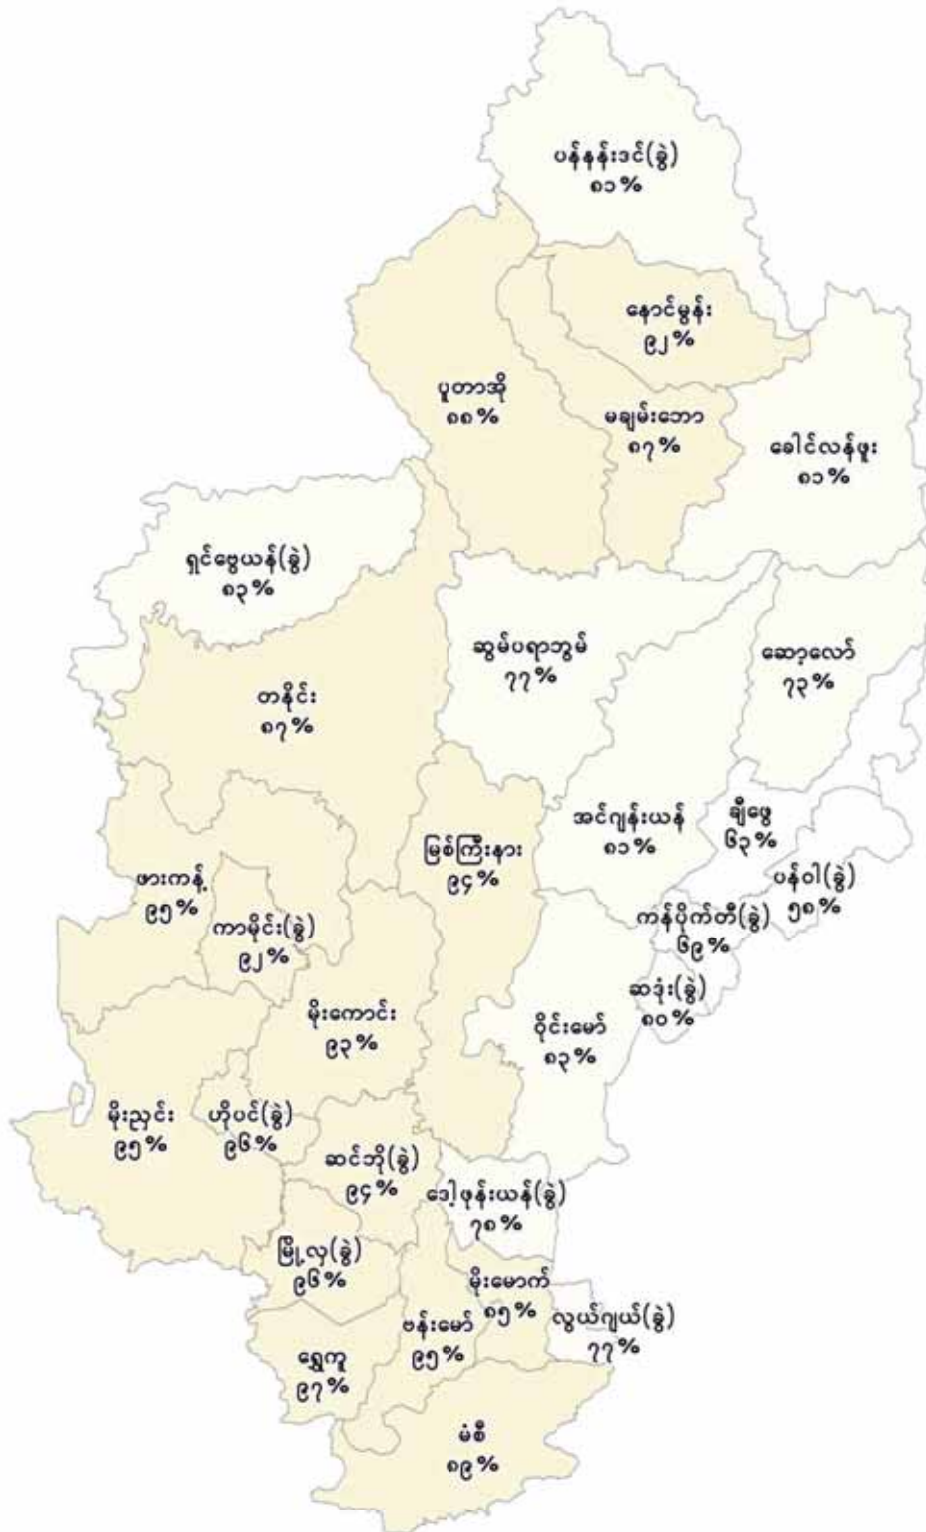 ပန်နန်းဒင်(ခွဲ)
၈၁%
နောင်မွန်း
၉၂%
ပူတာအို
၈၈%
မချမ်းဘော
၈၇%
ခေါင်လန်ဖူး
၈၁%
ရှင်ဗွေယန်(ခွဲ)
၈၃%
ဆွမ်ပရာဘွမ်
၇၇%
ဆော့လော်
၇၃%
တနိုင်း
၈၇%
အင်ဂျန်းယန်
၈၁%
ချီဖွေ
၆၃%
မြစ်ကြီးနား
၉၄%
ဖားကန့်
၉၅%
ပန်ဝါ(ခွဲ)
၅၈%
ကာမိုင်း(ခွဲ)
၉၂%
ကန်ပိုက်တီ(ခွဲ)
၆၉%
ဆဒုံး(ခွဲ)
၈၀%
မိုးကောင်း
၉၃%
ဝိုင်းမော်
၈၃%
မိုးညှင်း
၉၅%
ဟိုပင်(ခွဲ)
၉၆%
ဆင်ဘို(ခွဲ)
၉၄%
ဒေါ့ဖုန်းယန်(ခွဲ)
၇၈%
မြို့လှ(ခွဲ)
၉၆%
မိုးမောက်
၈၅%
လွယ်ဂျယ်(ခွဲ)
၇၇%
ဗန်းမော်
၉၅%
ရွှေကူ
၉၇%
မံစီ
၈၉%